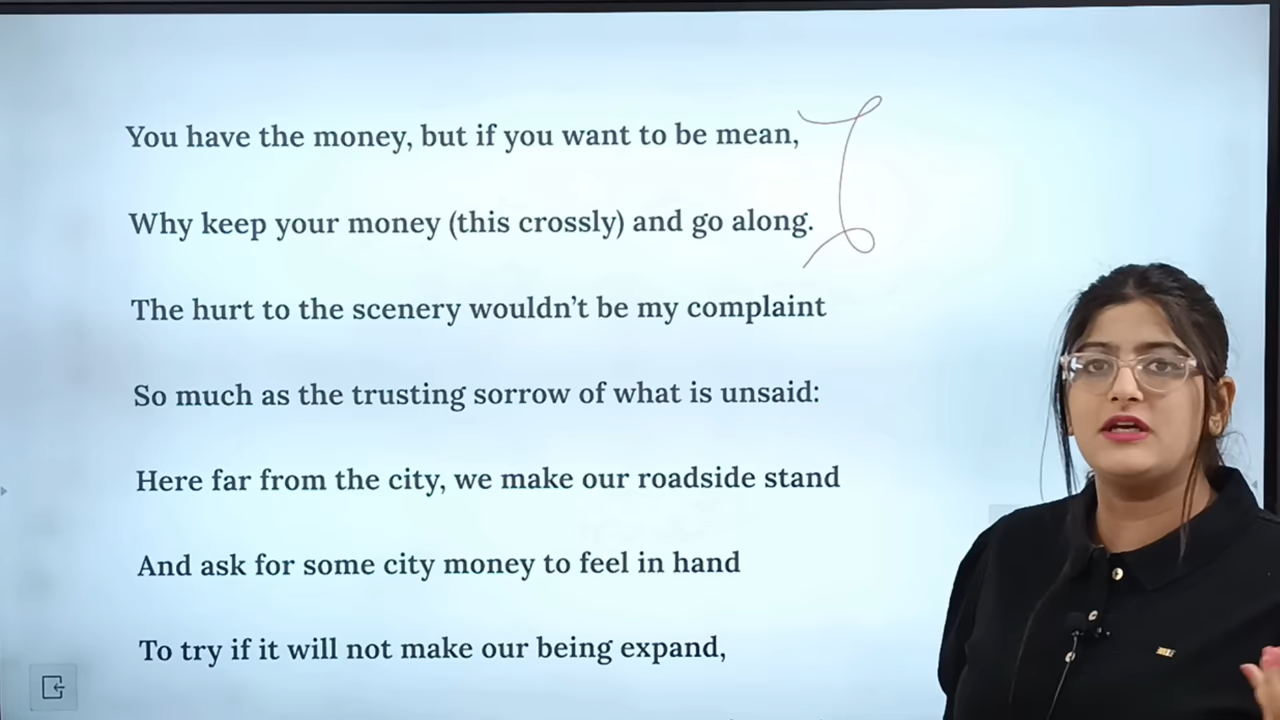 You have the money, but if you want to be mean,
Why keep your money (this crossly) and go along.
The hurt to the scenery wouldn't be my complaint
So much as the trusting sorrow of what is unsaid:
Here far from the city, we make our roadside stand
And ask for some city money to feel in hand
To try if it will not make our being expand,